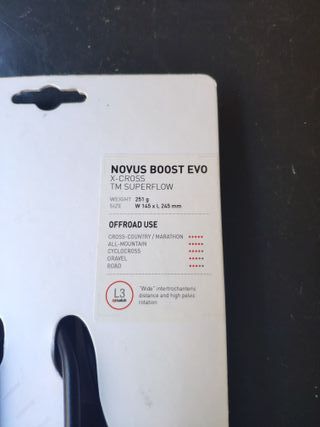 NOVUS BOOST EVO
X-CROSS
TM SUPERFLOW
WEIGHT 251 g
SIZE W 145 x L 245 mm
OFFROAD USE
CROSS-COUNTRY / MARATHON •••••
ALL-MOUNTAIN •••••
CYCLOCROSS •••••
GRAVEL •••••
ROAD •••••
L3
"Wide" intertrochanteric
distance and high pelvis
rotation